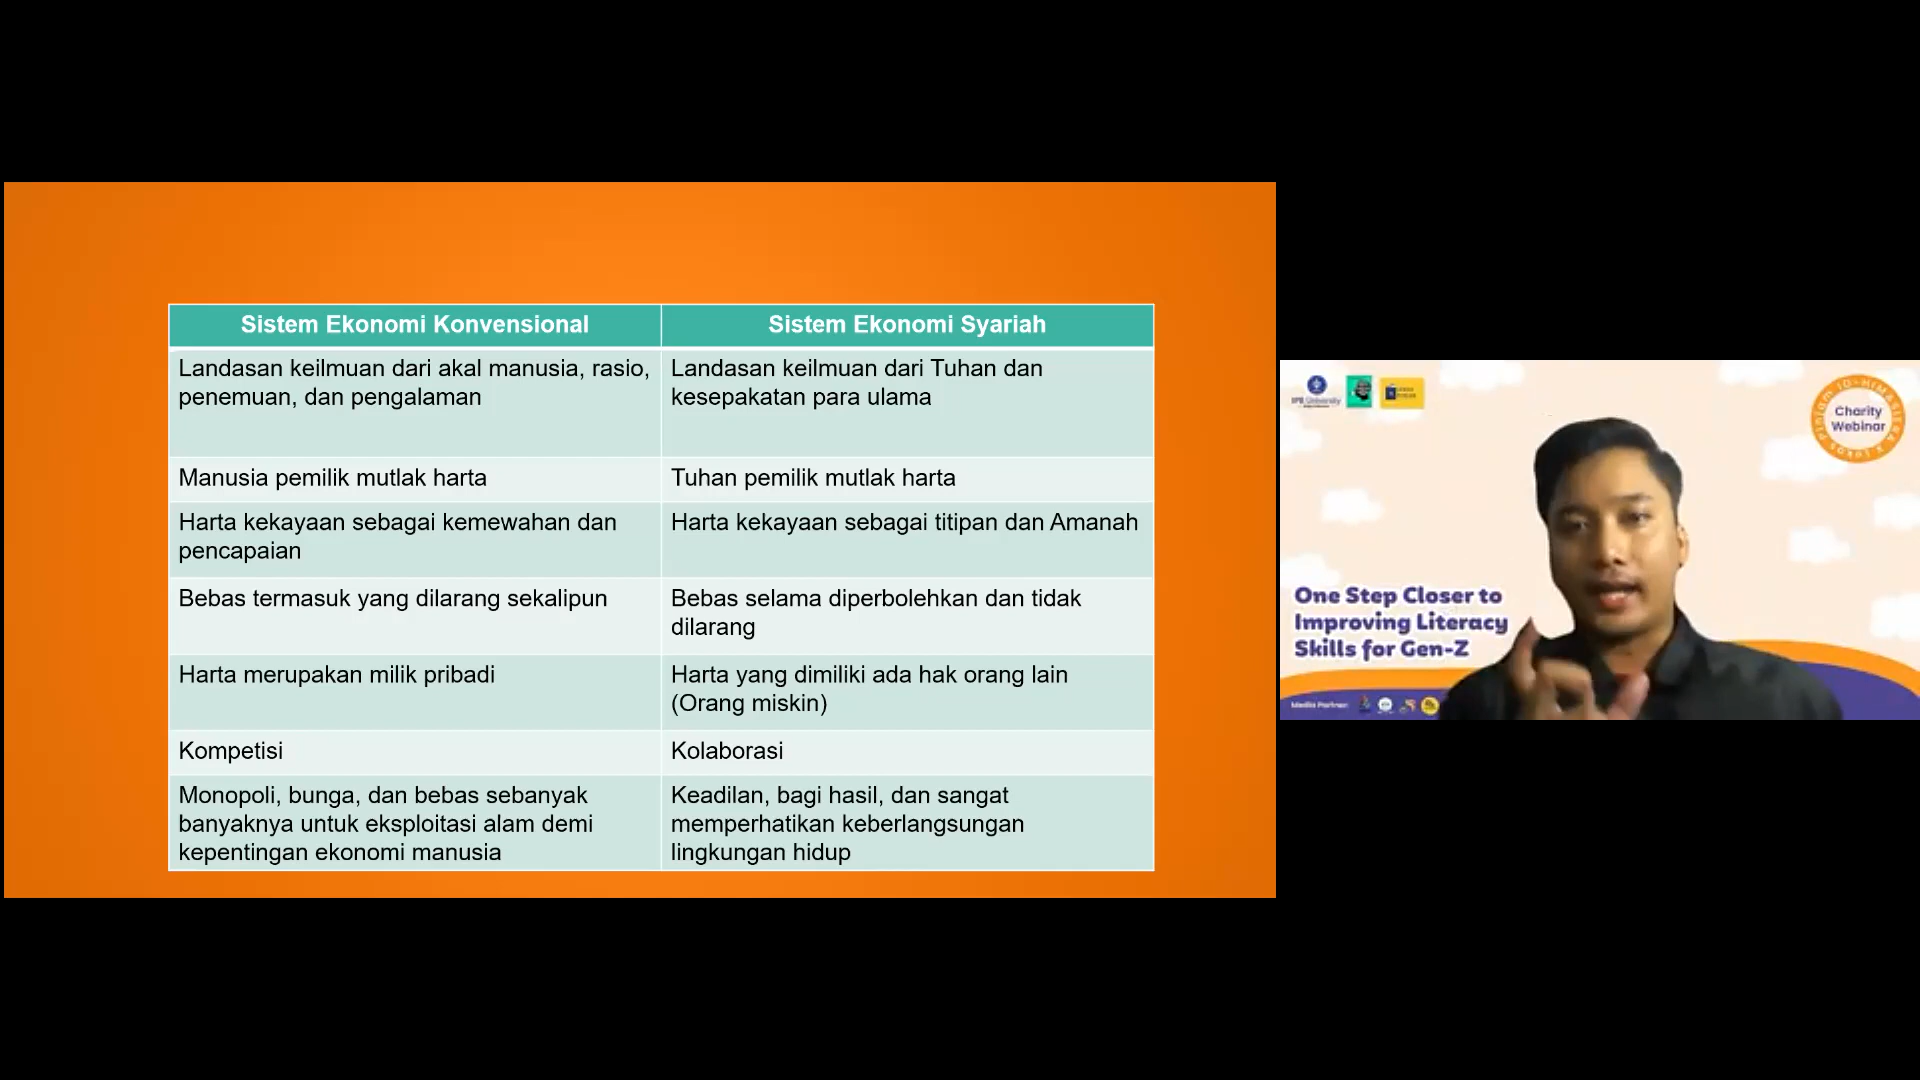 Sistem Ekonomi Konvensional
Sistem Ekonomi Syariah
Landasan keilmuan dari akal manusia, rasio,
penemuan, dan pengalaman
Landasan keilmuan dari Tuhan dan
kesepakatan para ulama
Manusia pemilik mutlak harta
Tuhan pemilik mutlak harta
Harta kekayaan sebagai kemewahan dan
pencapaian
Harta kekayaan sebagai titipan dan Amanah
Bebas termasuk yang dilarang sekalipun
Bebas selama diperbolehkan dan tidak
dilarang
Harta merupakan milik pribadi
Harta yang dimiliki ada hak orang lain
(Orang miskin)
Kompetisi
Kolaborasi
Monopoli, bunga, dan bebas sebanyak
banyaknya untuk eksploitasi alam demi
kepentingan ekonomi manusia
Keadilan, bagi hasil, dan sangat
memperhatikan keberlangsungan
lingkungan hidup
IPB University
Charity
Webinar
One Step Closer to
Improving Literacy
Skills for Gen-Z
Media Partner: